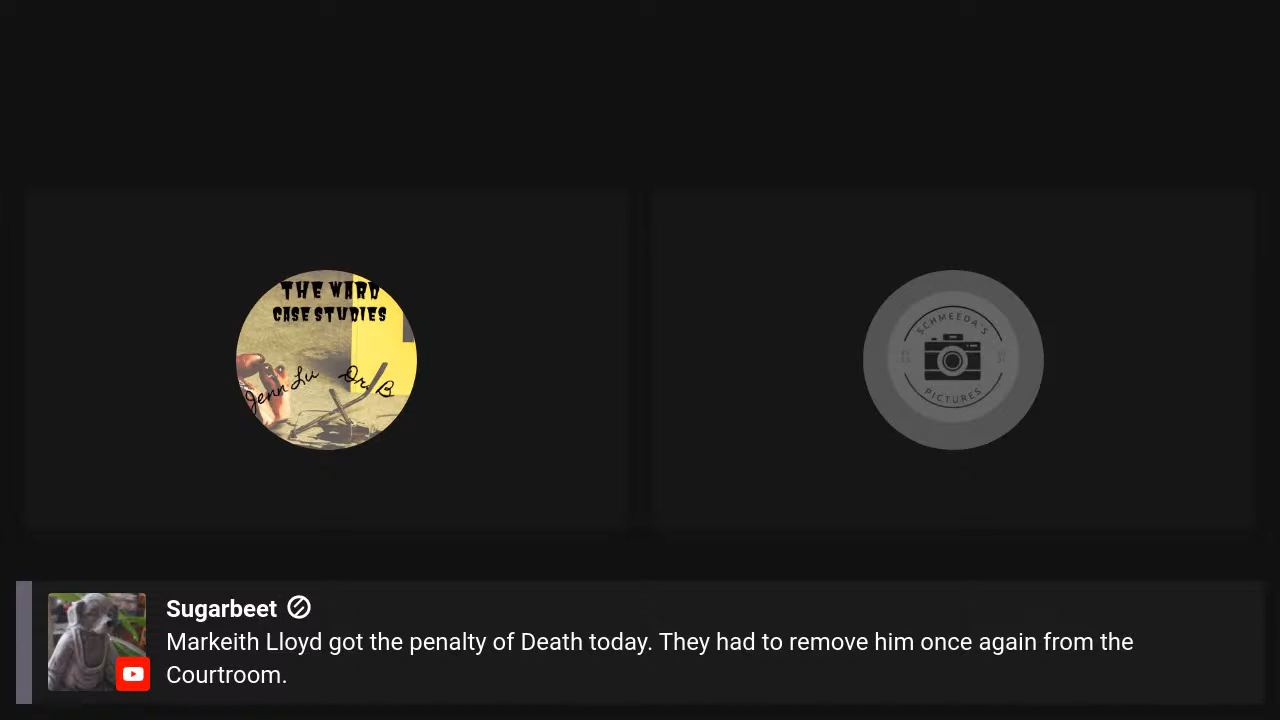 THE WARD
CASE STUDIES
Jenn Lu Dr. B
SCHMEEDA'S
PICTURES
Sugarbeet
Markeith Lloyd got the penalty of Death today. They had to remove him once again from the
Courtroom.